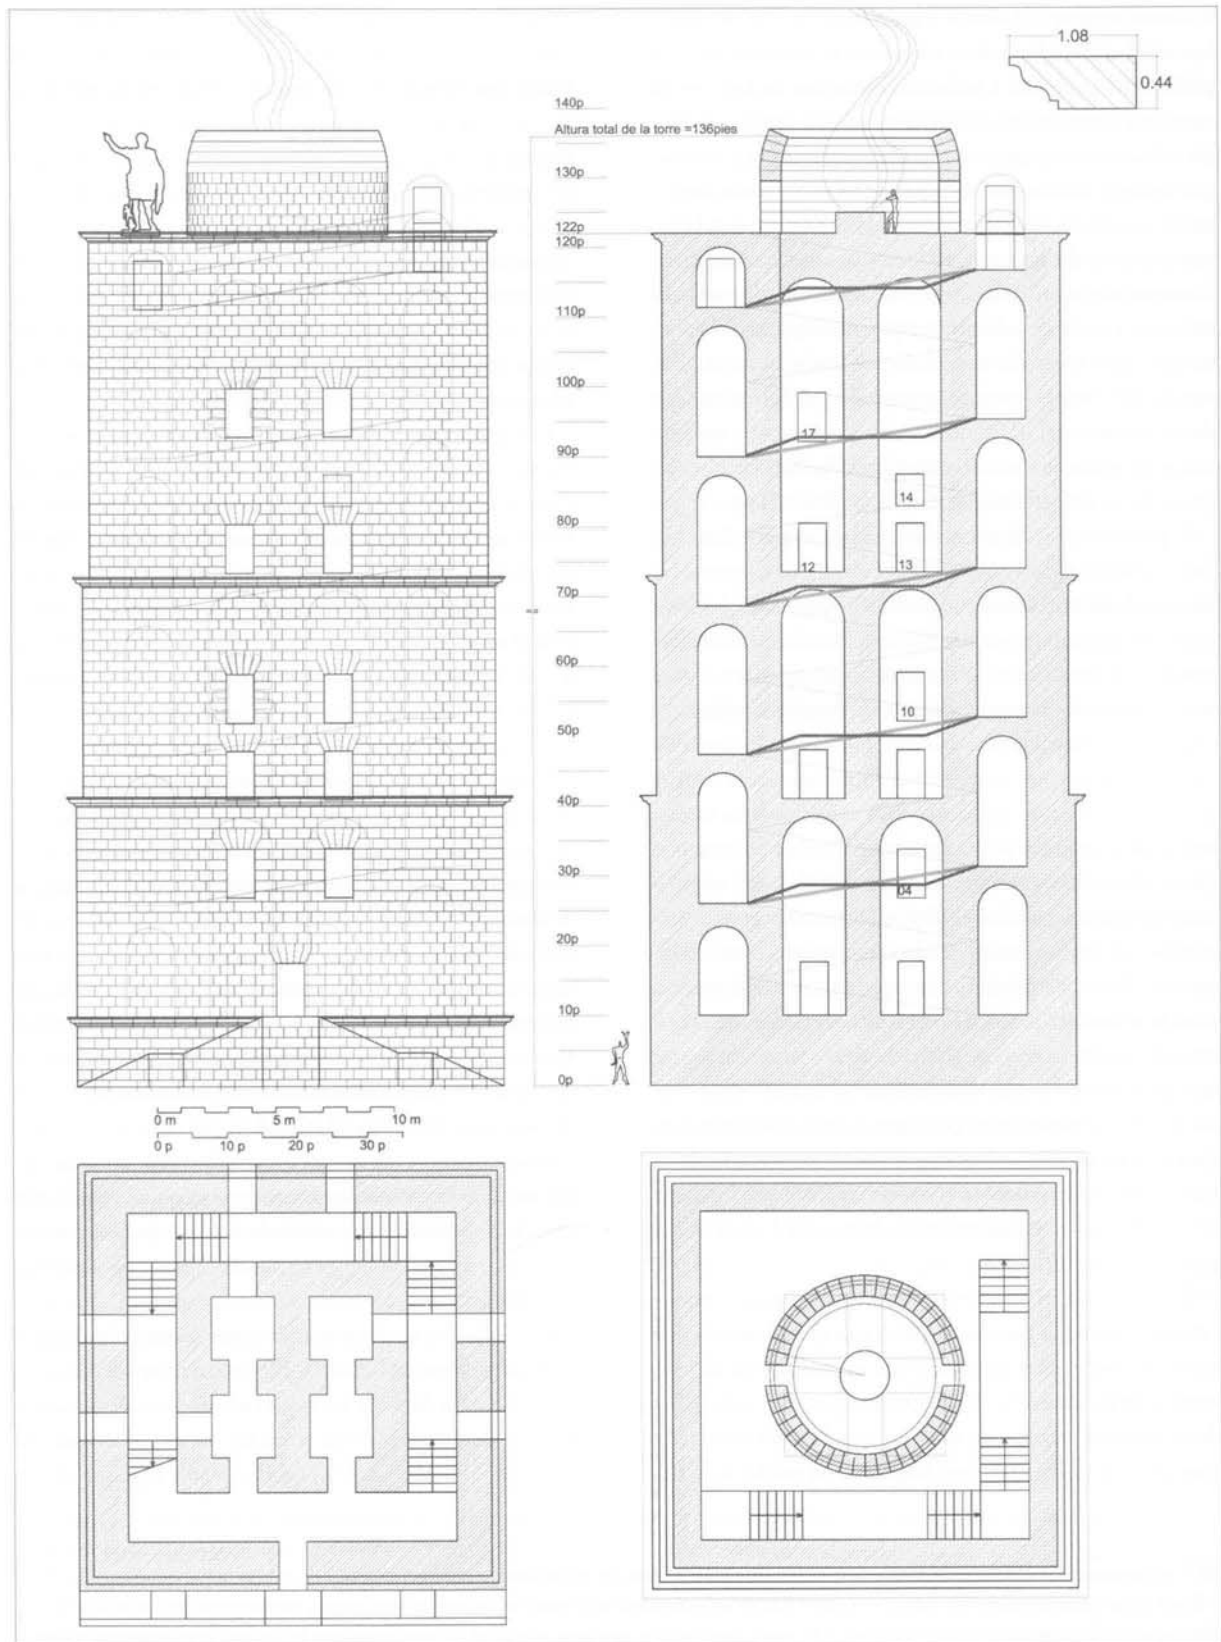 1.08
0.44
140p
Altura total de la torre =136pies
130p
122p
120p
110p
100p
90p
80p
70p
60p
50p
40p
30p
20p
10p
0p
17
14
12
13
10
04
0 m 5 m 10 m
0 p 10 p 20 p 30 p